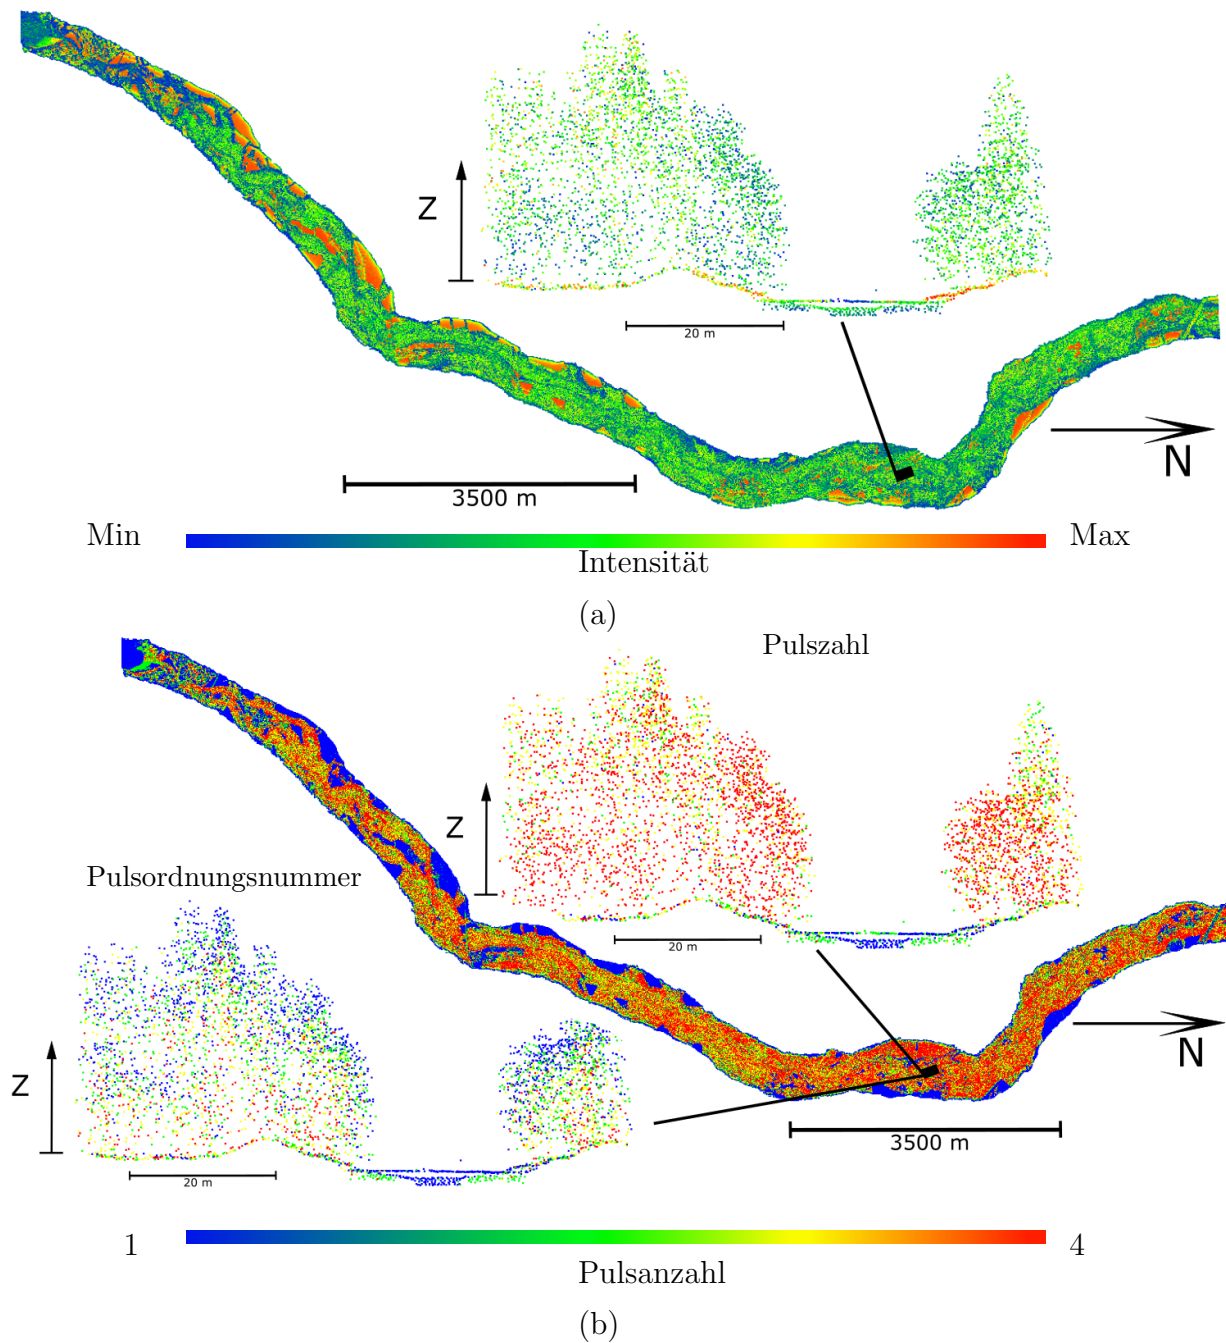 Z
20 m
N
3500 m
Min
Max
Intensität
(a)
Pulszahl
Z
20 m
Pulsordnungsnummer
Z
20 m
N
3500 m
1
4
Pulsanzahl
(b)